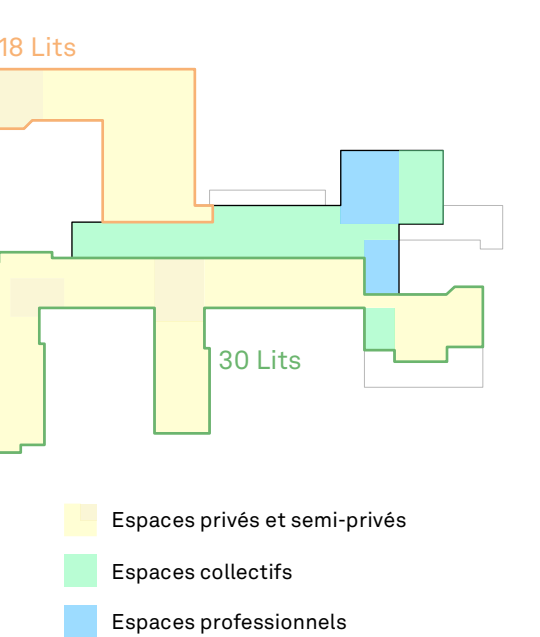 18 Lits
30 Lits
Espaces privés et semi-privés
Espaces collectifs
Espaces professionnels